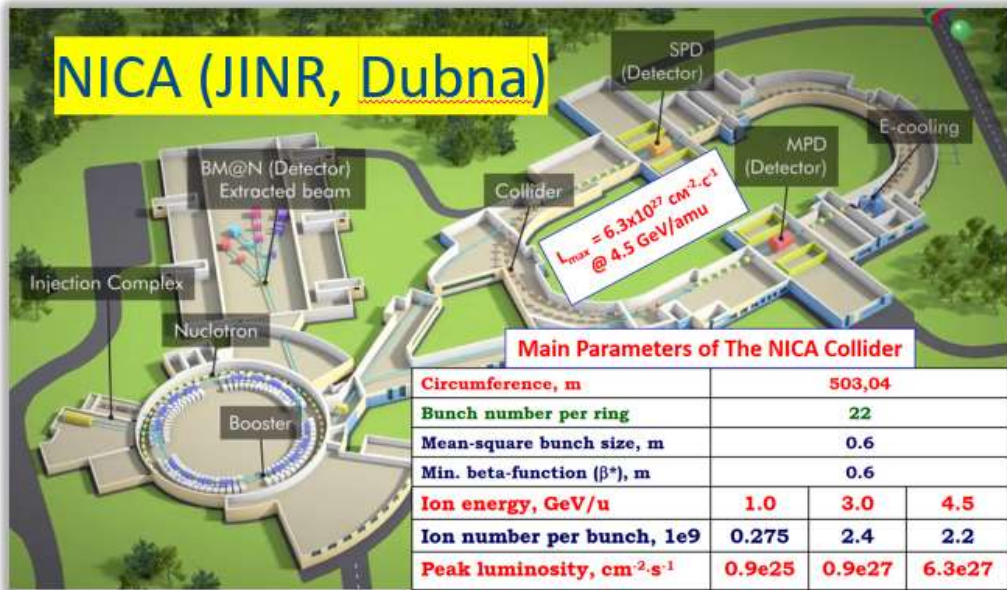 NICA (JINR, Dubna)
SPD
(Detector)
E-cooling
MPD
(Detector)
BM@N (Detector)
Extracted beam
Collider
Lmax = 6.3x10²⁷ см⁻²·с⁻¹
@ 4.5 GeV/amu
Injection Complex
Nuclotron
Booster
Main Parameters of The NICA Collider
Circumference, m 503,04
Bunch number per ring 22
Mean-square bunch size, m 0.6
Min. beta-function (β*), m 0.6
Ion energy, GeV/u 1.0 3.0 4.5
Ion number per bunch, 1e9 0.275 2.4 2.2
Peak luminosity, cm⁻²·s⁻¹ 0.9e25 0.9e27 6.3e27